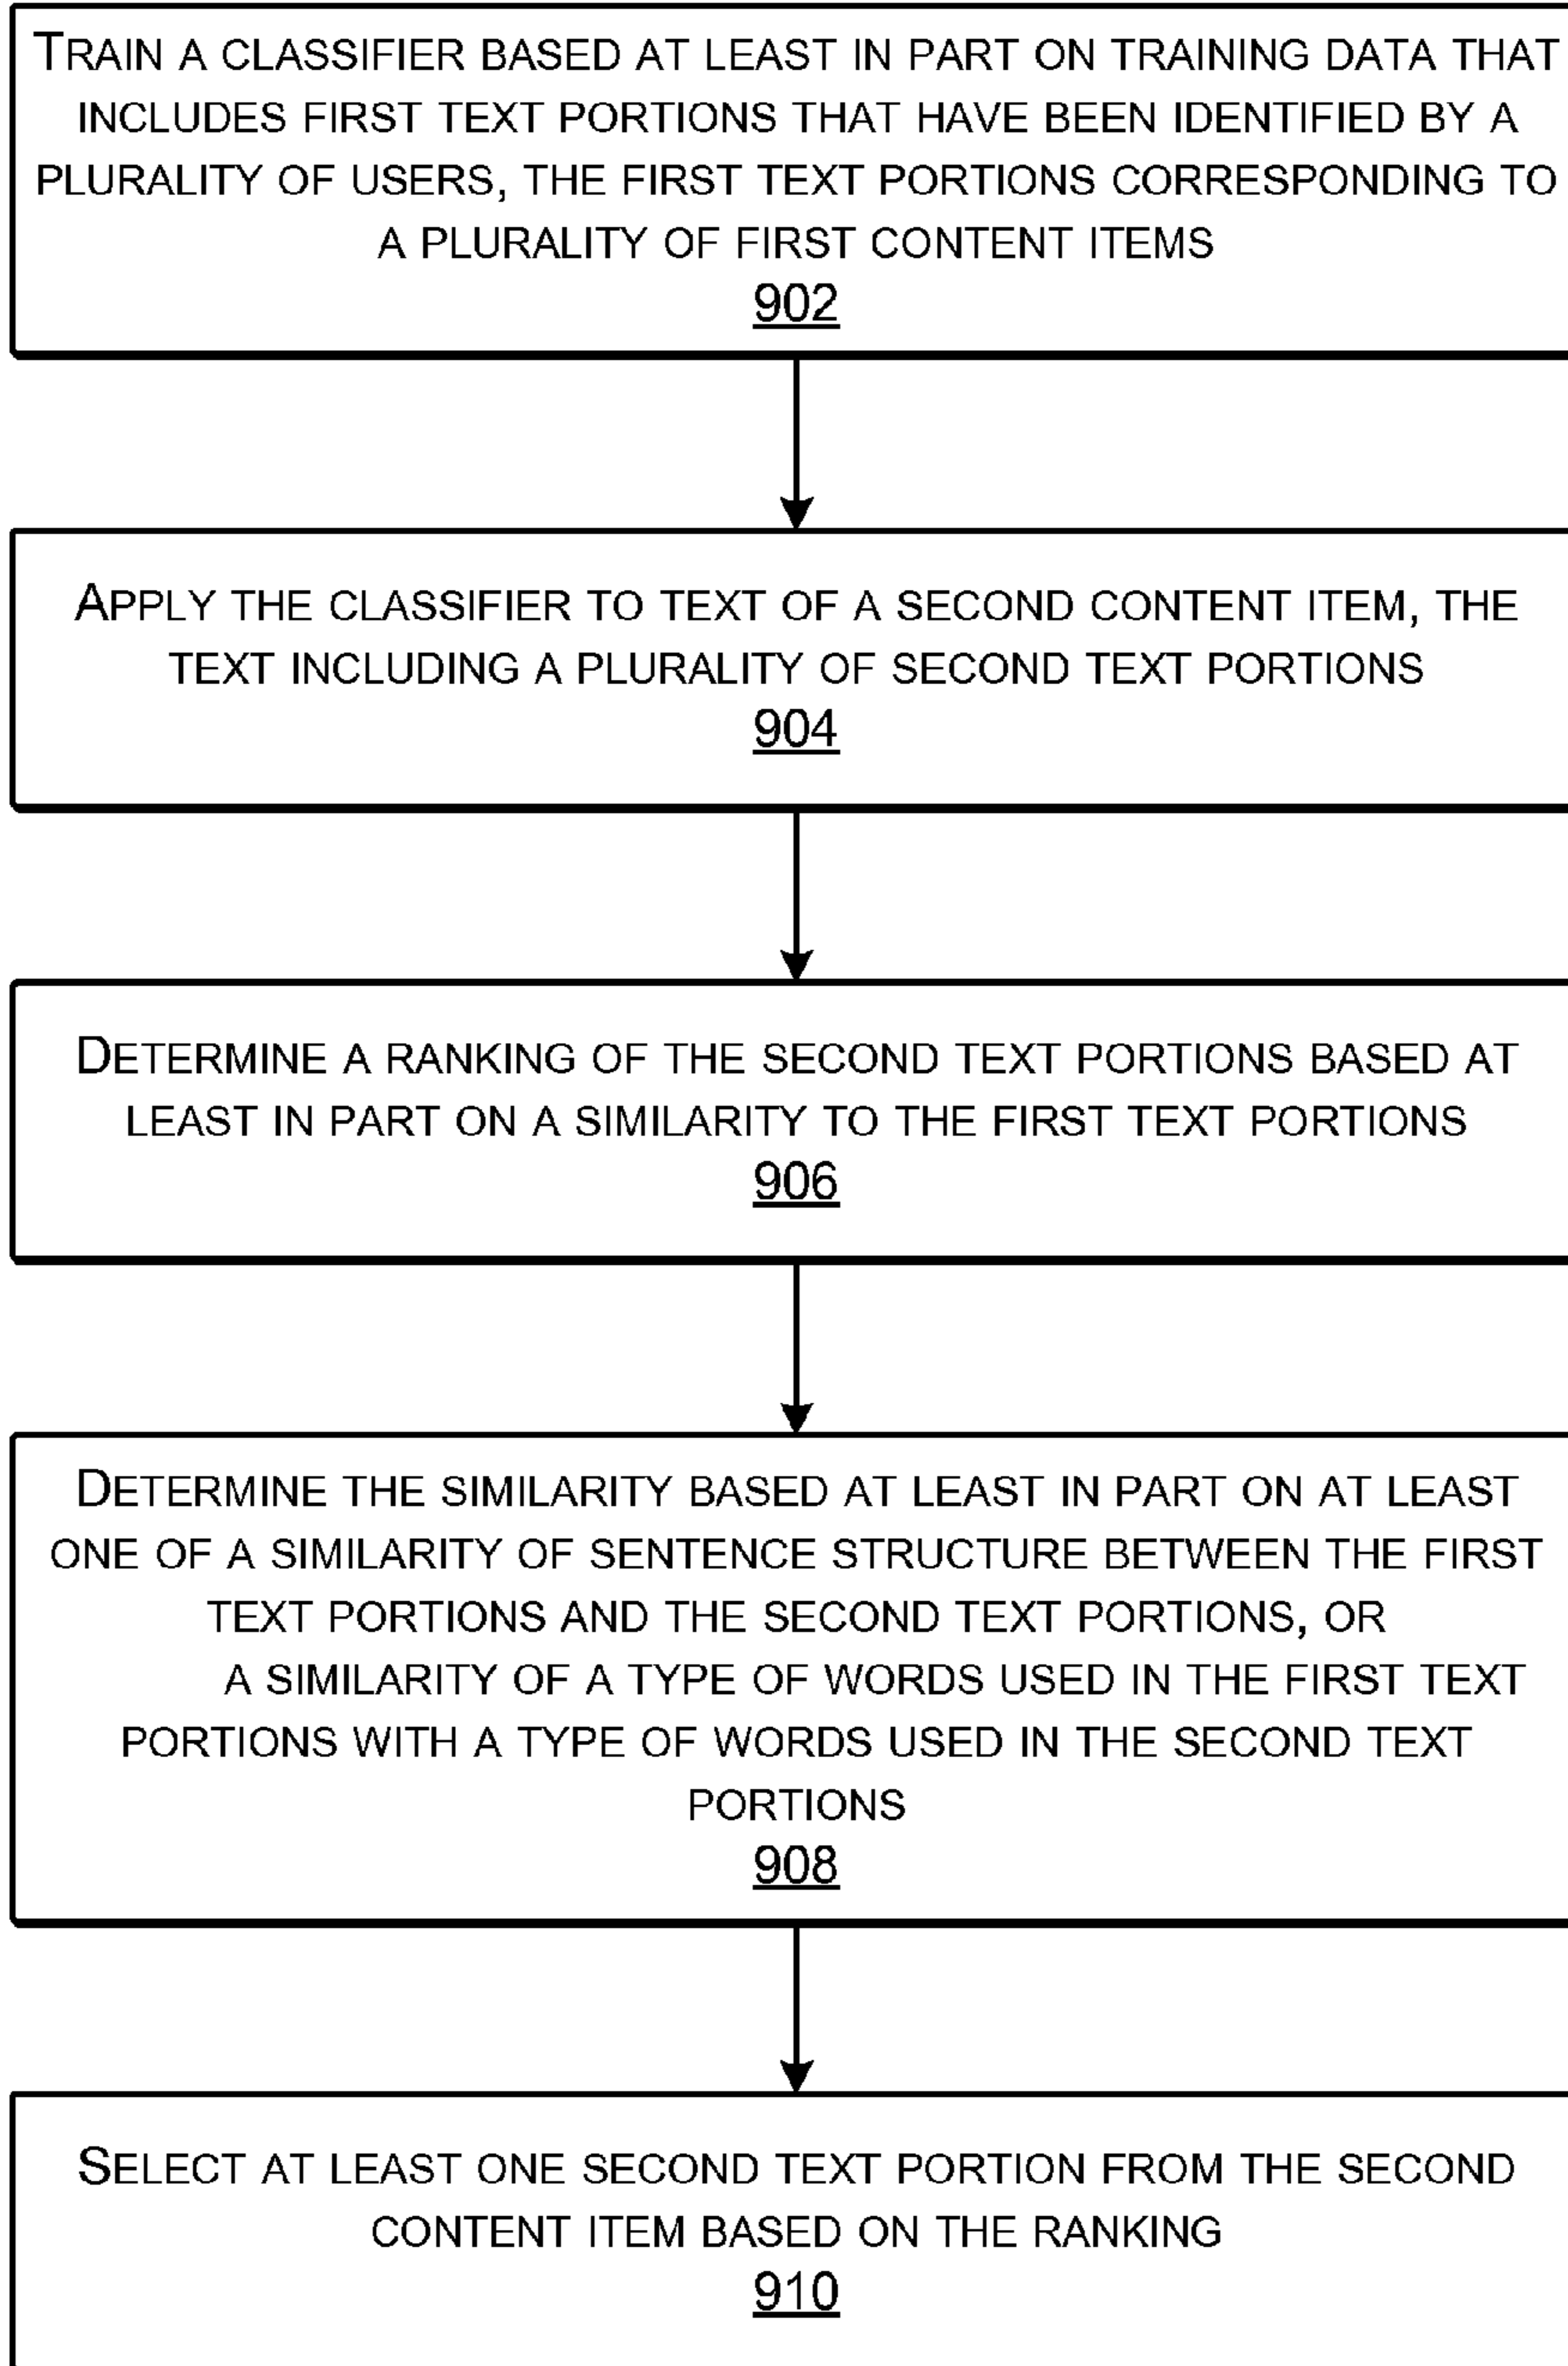 TRAIN A CLASSIFIER BASED AT LEAST IN PART ON TRAINING DATA THAT
INCLUDES FIRST TEXT PORTIONS THAT HAVE BEEN IDENTIFIED BY A
PLURALITY OF USERS, THE FIRST TEXT PORTIONS CORRESPONDING TO
A PLURALITY OF FIRST CONTENT ITEMS
902
APPLY THE CLASSIFIER TO TEXT OF A SECOND CONTENT ITEM, THE
TEXT INCLUDING A PLURALITY OF SECOND TEXT PORTIONS
904
DETERMINE A RANKING OF THE SECOND TEXT PORTIONS BASED AT
LEAST IN PART ON A SIMILARITY TO THE FIRST TEXT PORTIONS
906
DETERMINE THE SIMILARITY BASED AT LEAST IN PART ON AT LEAST
ONE OF A SIMILARITY OF SENTENCE STRUCTURE BETWEEN THE FIRST
TEXT PORTIONS AND THE SECOND TEXT PORTIONS, OR
A SIMILARITY OF A TYPE OF WORDS USED IN THE FIRST TEXT
PORTIONS WITH A TYPE OF WORDS USED IN THE SECOND TEXT
PORTIONS
908
SELECT AT LEAST ONE SECOND TEXT PORTION FROM THE SECOND
CONTENT ITEM BASED ON THE RANKING
910